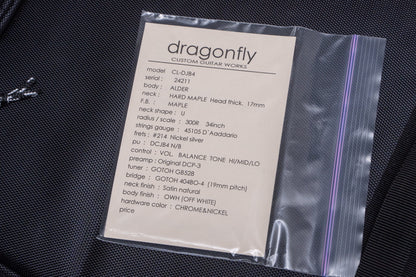 dragonfly
CUSTOM GUITAR WORKS
model CL-DJB4
serial : 24211
body : ALDER
neck : HARD MAPLE Head thick, 17mm
F.B. : MAPLE
neck shape : U
radius / scale : 300R 34inch
strings gauge : 45105 D`Aaddario
frets : #214 Nickel silver
pu : DCJB4 N/B
control : VOL. BALANCE TONE HI/MID/LO
preamp : Original DCP-3
tuner : GOTOH GB528
bridge : GOTOH 404BO-4 (19mm pitch)
neck finish : Satin natural
body finish : OWH (OFF WHITE)
hardware color : CHROME&NICKEL
price